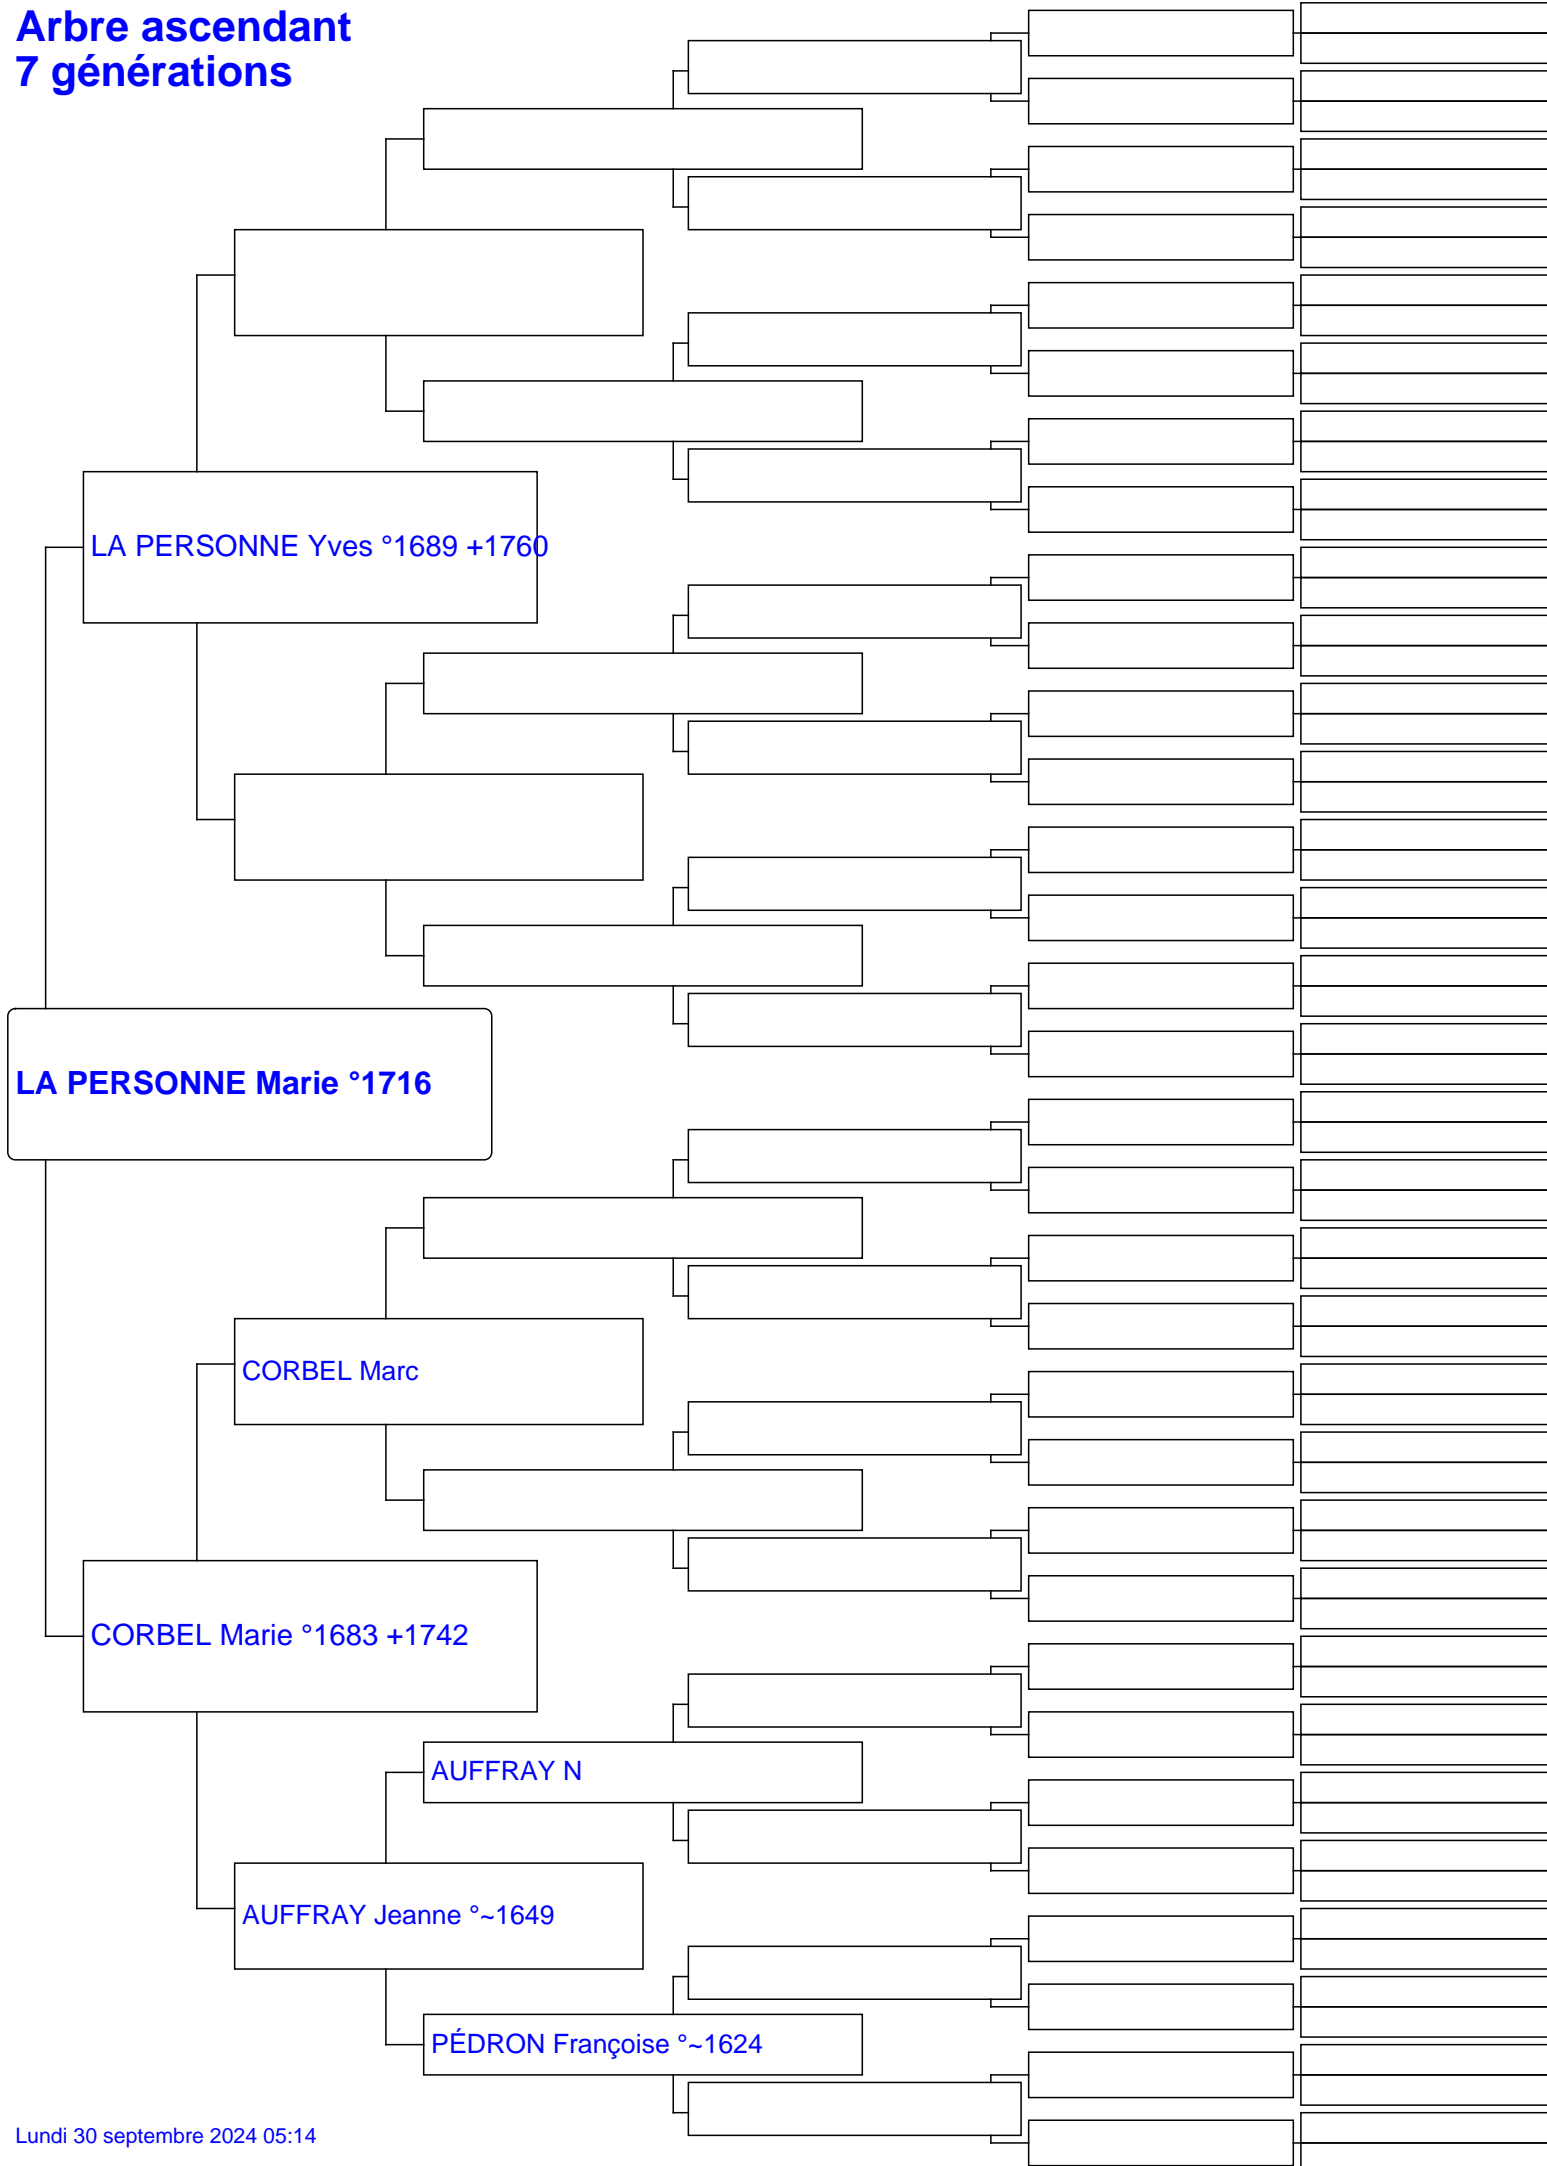 Arbre ascendant
7 générations
LA PERSONNE Yves °1689 +1760
LA PERSONNE Marie °1716
CORBEL Marc
CORBEL Marie °1683 +1742
AUFFRAY N
AUFFRAY Jeanne °~1649
PÉDRON Françoise °~1624
Lundi 30 septembre 2024 05:14